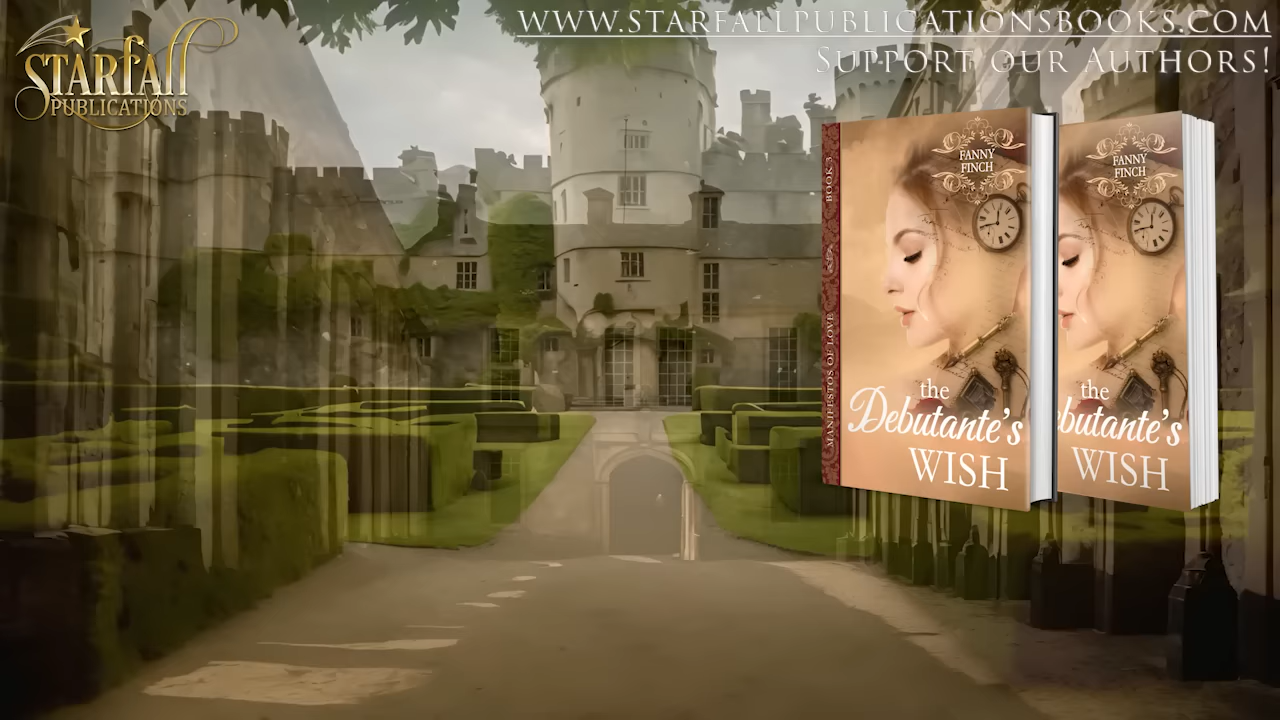 STARfall
PUBLICATIONS
WWW.STARFALLPUBLICATIONSBOOKS.COM
SUPPORT OUR AUTHORS!
BOOK 3
MANIFESTOS OF LOVE
FANNY
FINCH
the
Debutante's
WISH
FANNY
FINCH
the
ebutante's
WISH